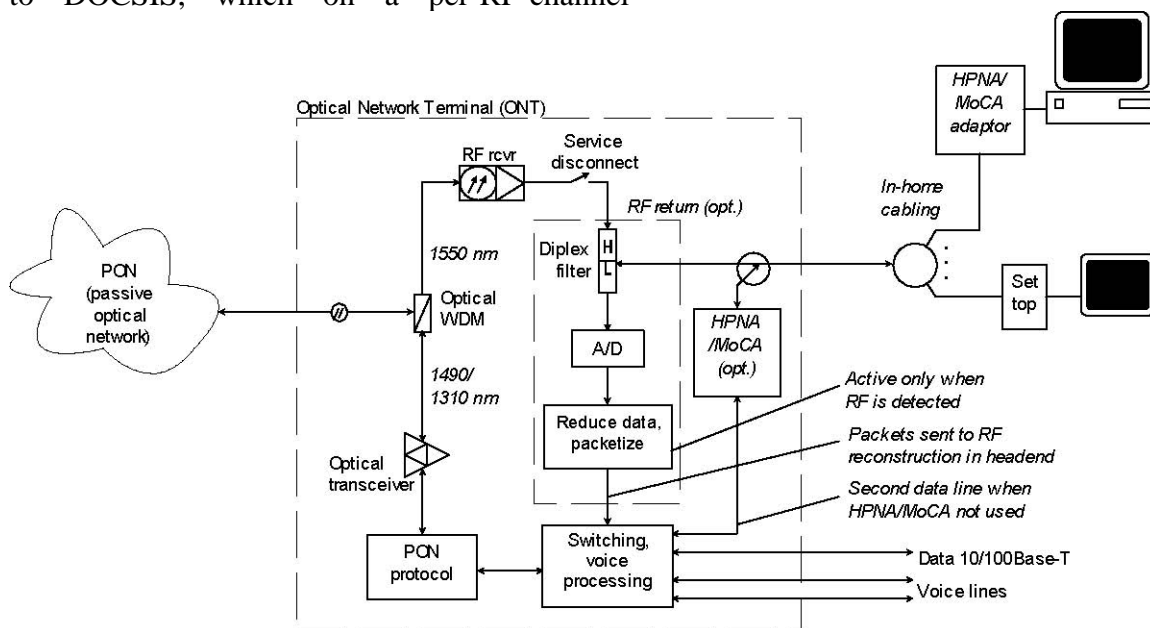 to DOCSIS, which on a per RF channel
Optical Network Terminal (ONT)
HPNA/
MoCA
adaptor
RF rcvr
Service
disconnect
RF return (opt.)
In-home
cabling
1550 nm
Diplex
filter
H
L
PON
(passive
optical
network)
Optical
WDM
Set
top
HPNA
/MoCA
(opt.)
A/D
1490/
1310 nm
Active only when
RF is detected
Reduce data,
packetize
Packets sent to RF
reconstruction in headend
Optical
transceiver
Second data line when
HPNA/MoCA not used
PON
protocol
Switching,
voice
processing
Data 10/100Base-T
Voice lines